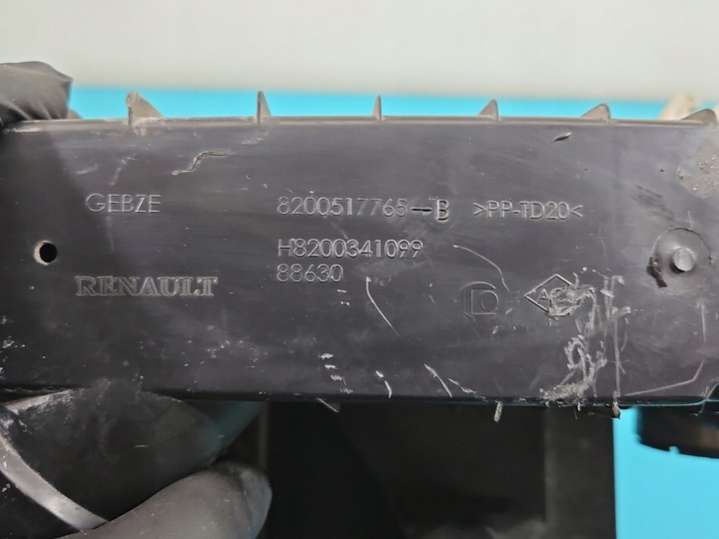 GEBZE 8200517765-B >PP-TD20<
H8200341099
88630
RENAULT